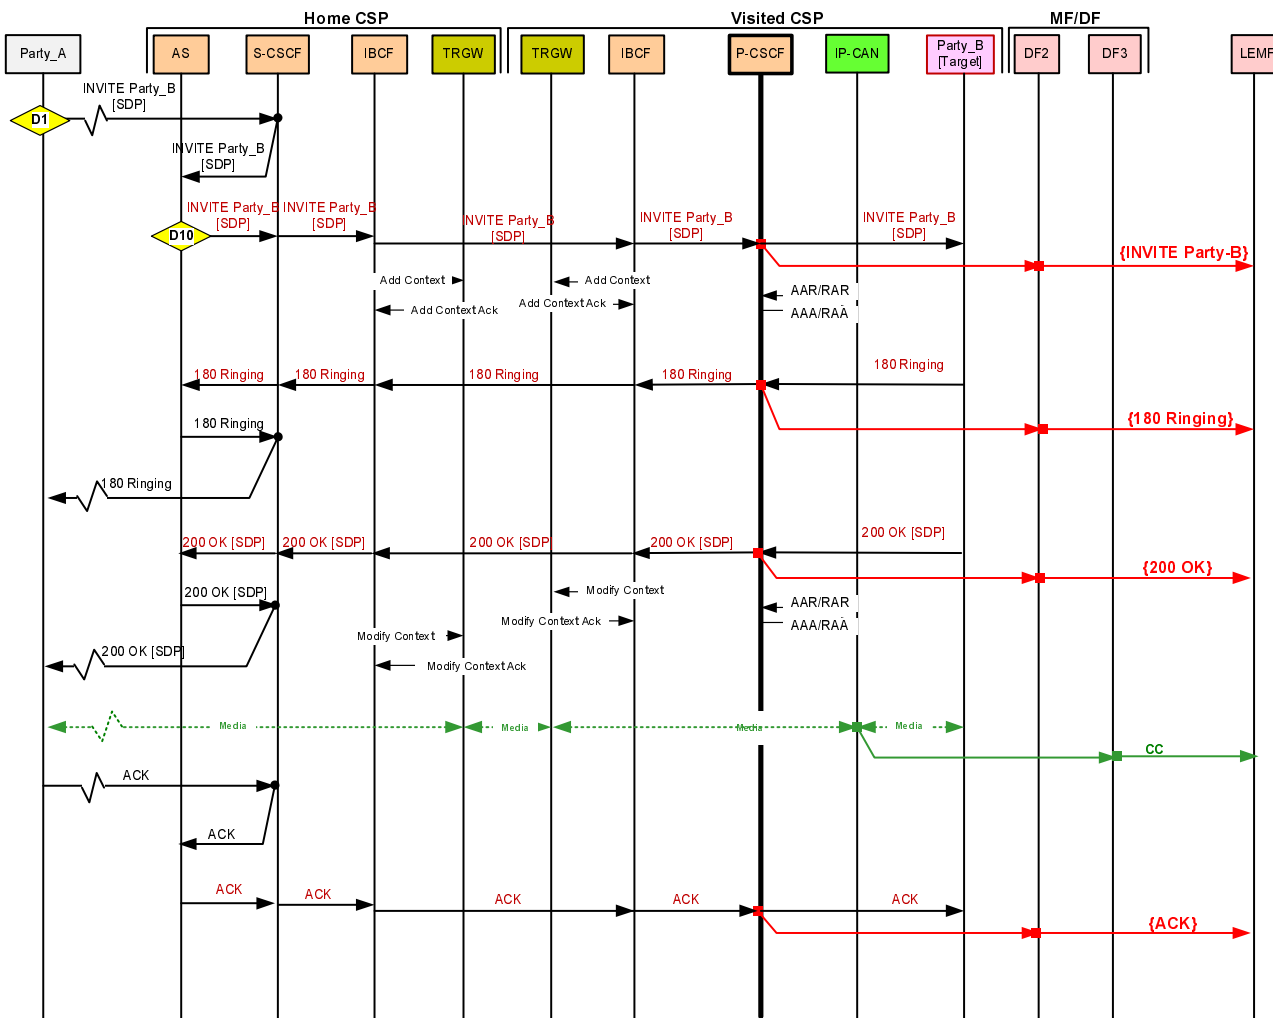 Home CSP
Visited CSP
MF/DF
Party_A
AS
S-CSCF
IBCF
TRGW
TRGW
IBCF
P-CSCF
IP-CAN
Party_B
[Target]
DF2
DF3
LEMF
INVITE Party_B
[SDP]
D1
INVITE Party_B
[SDP]
D10
INVITE Party_B
[SDP]
INVITE Party_B
[SDP]
NVITE Party_B
[SDP]
INVITE Party_B
[SDP]
INVITE Party_B
[SDP]
{INVITE Party-B}
Add Context
Add Context
AAR/RAR
Add Context Ack
Add Context Ack
AAA/RAA
180 Ringing
180 Ringing
180 Ringing
180 Ringing
180 Ringing
180 Ringing
{180 Ringing}
180 Ringing
200 OK [SDP]
200 OK [SDP]
200 OK [SDP]
200 OK [SDP]
200 OK [SDP]
{200 OK}
200 OK [SDP]
Modify Context
AAR/RAR
Modify Context Ack
AAA/RAA
Modify Context
200 OK [SDP]
Modify Context Ack
Media
Media
Media
Media
CC
ACK
ACK
ACK
ACK
ACK
ACK
ACK
{ACK}